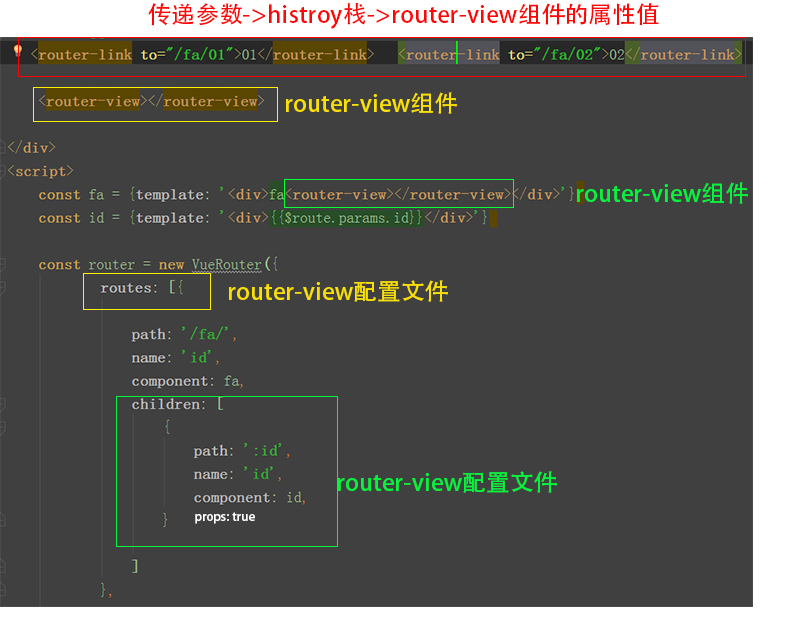 传递参数->histroy栈->router-view组件的属性值
<router-link to="/fa/01">01</router-link> <router-link to="/fa/02">02</router-link>
<router-view></router-view> router-view组件
</div>
<script>
const fa = {template: '<div>fa<router-view></router-view></div>'} router-view组件
const id = {template: '<div>{{$route.params.id}}</div>'}
const router = new VueRouter({
routes: [{ router-view配置文件
path: '/fa/',
name: 'id',
component: fa,
children: [
{
path: ':id',
name: 'id', router-view配置文件
component: id,
} props: true
]
},